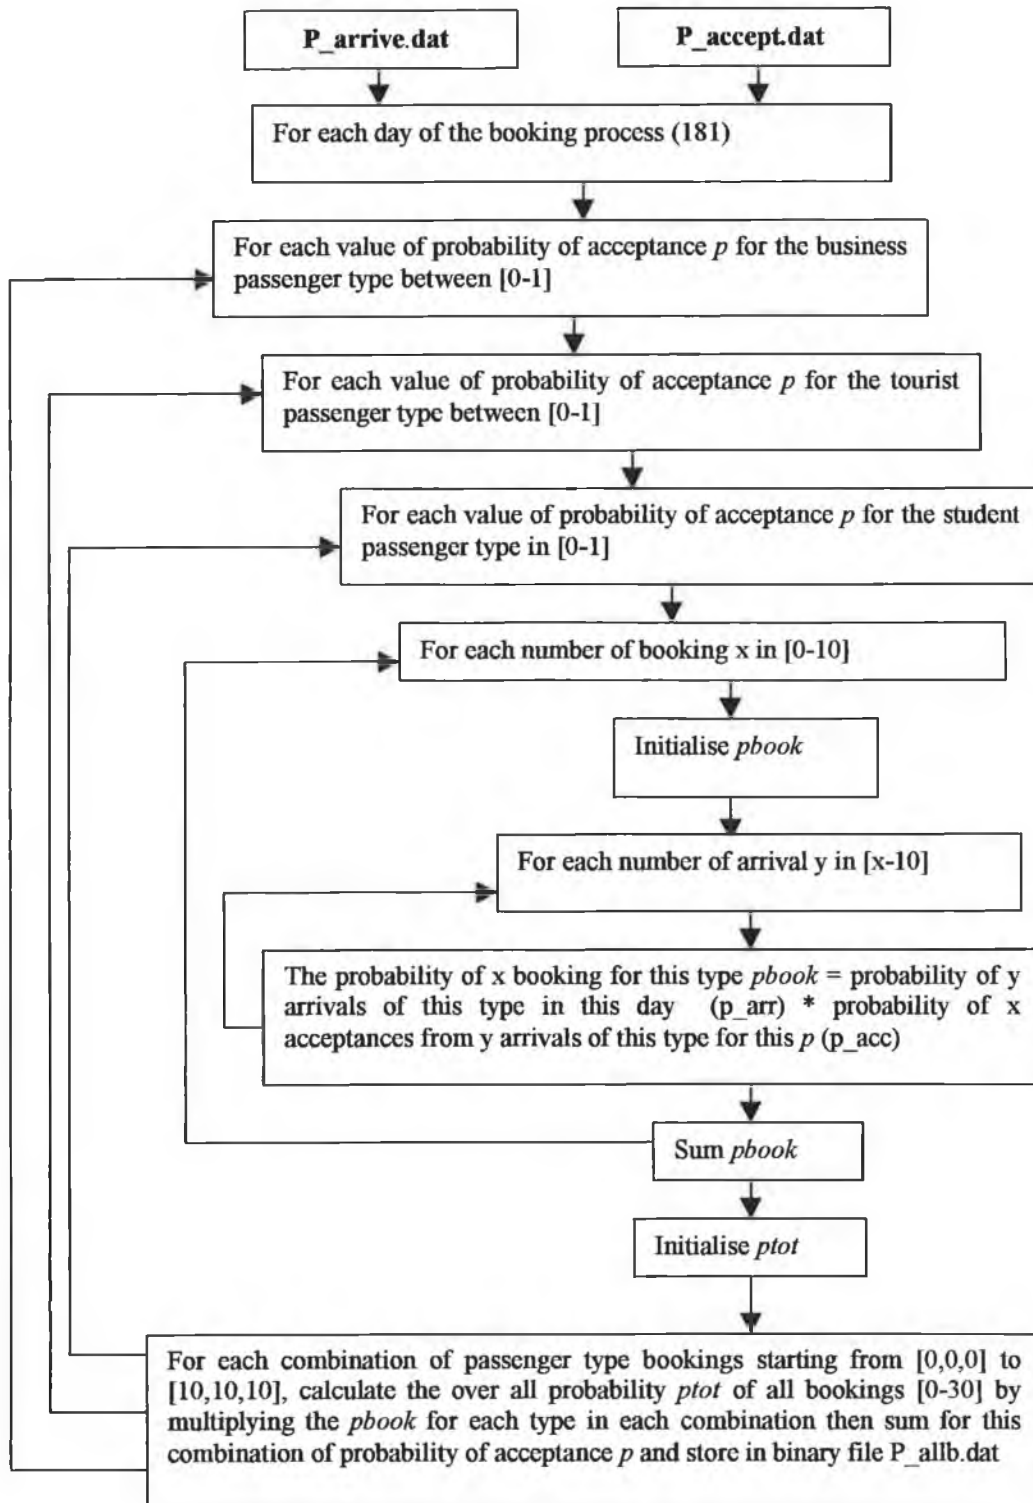 P_arrive.dat
P_accept.dat
For each day of the booking process (181)
For each value of probability of acceptance p for the business
passenger type between [0-1]
For each value of probability of acceptance p for the tourist
passenger type between [0-1]
For each value of probability of acceptance p for the student
passenger type in [0-1]
For each number of booking x in [0-10]
Initialise pbook
For each number of arrival y in [x-10]
The probability of x booking for this type pbook = probability of y
arrivals of this type in this day (p_arr) * probability of x
acceptances from y arrivals of this type for this p (p_acc)
Sum pbook
Initialise ptot
For each combination of passenger type bookings starting from [0,0,0] to
[10,10,10], calculate the over all probability ptot of all bookings [0-30] by
multiplying the pbook for each type in each combination then sum for this
combination of probability of acceptance p and store in binary file P_allb.dat